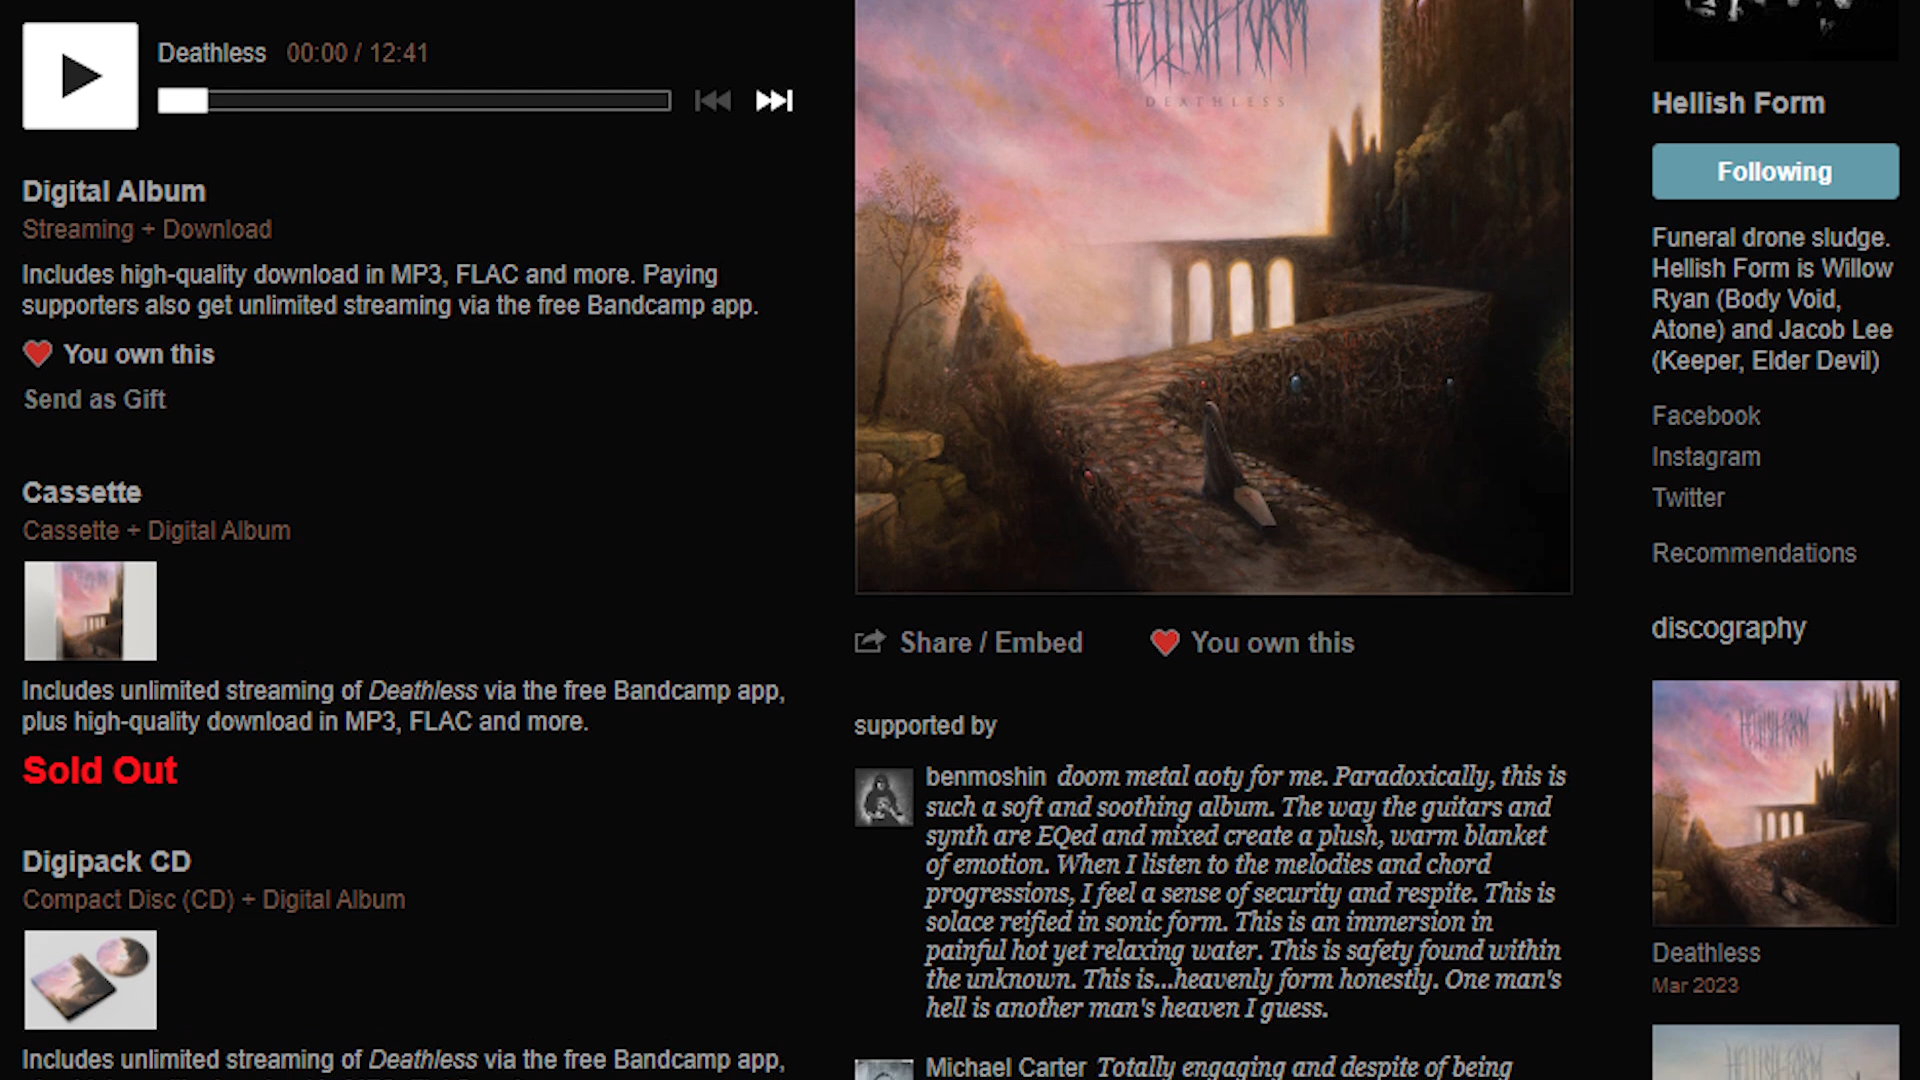 Deathless 00:00 / 12:41
Digital Album
Streaming + Download
Includes high-quality download in MP3, FLAC and more. Paying
supporters also get unlimited streaming via the free Bandcamp app.
You own this
Send as Gift
Cassette
Cassette + Digital Album
Includes unlimited streaming of Deathless via the free Bandcamp app,
plus high-quality download in MP3, FLAC and more.
Sold Out
Digipack CD
Compact Disc (CD) + Digital Album
Includes unlimited streaming of Deathless via the free Bandcamp app,
HELLISH FORM
DEATHLESS
Share / Embed
You own this
supported by
benmoshin doom metal aoty for me. Paradoxically, this is
such a soft and soothing album. The way the guitars and
synth are EQed and mixed create a plush, warm blanket
of emotion. When I listen to the melodies and chord
progressions, I feel a sense of security and respite. This is
solace reified in sonic form. This is an immersion in
painful hot yet relaxing water. This is safety found within
the unknown. This is...heavenly form honestly. One man's
hell is another man's heaven I guess.
Michael Carter Totally engaging and despite of being
Hellish Form
Following
Funeral drone sludge.
Hellish Form is Willow
Ryan (Body Void,
Atone) and Jacob Lee
(Keeper, Elder Devil)
Facebook
Instagram
Twitter
Recommendations
discography
HELLISH FORM
Deathless
Mar 2023
HELLISH FORM